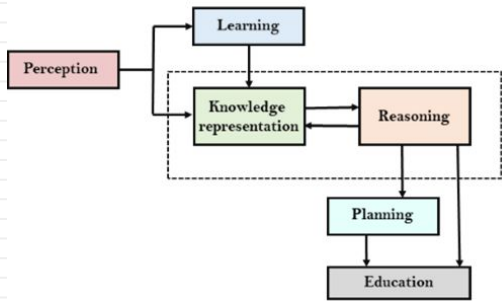 Learning
Perception
Knowledge
representation
Reasoning
Planning
Education